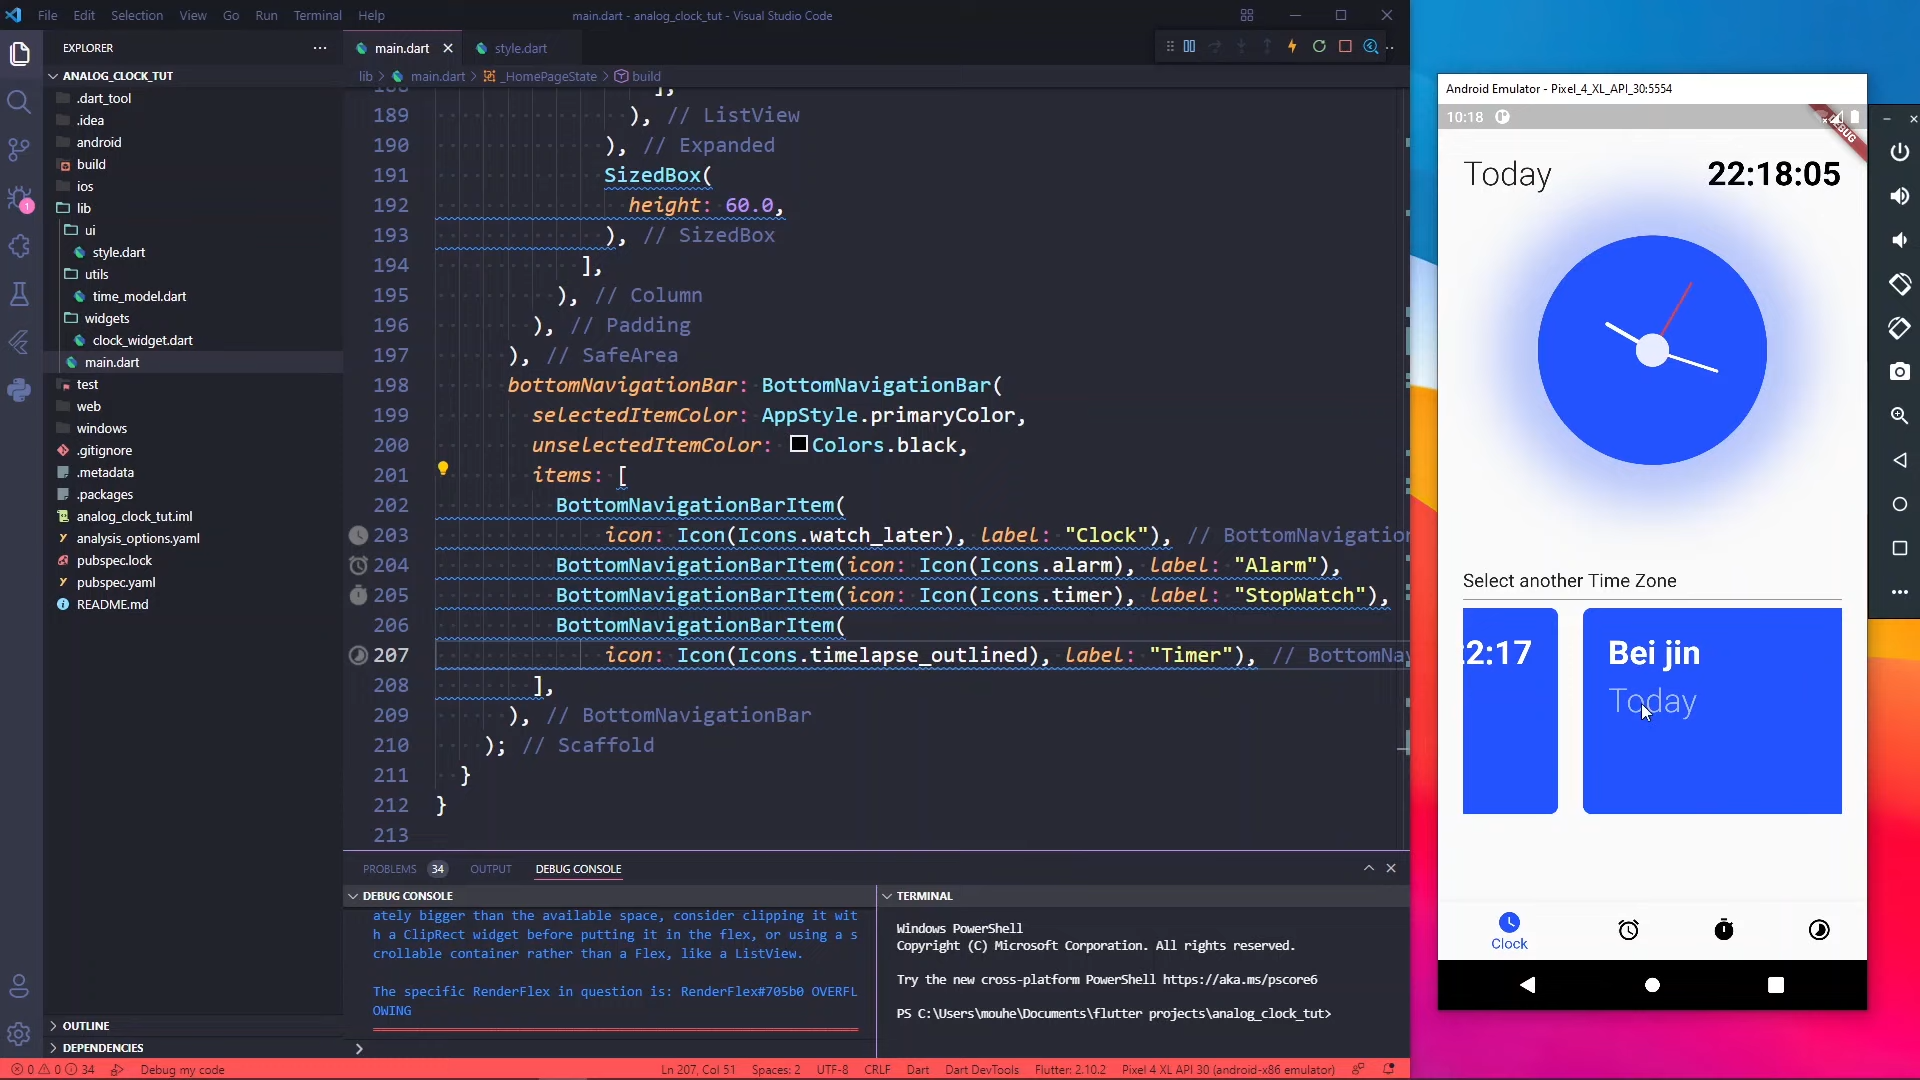 File Edit Selection View Go Run Terminal Help
main.dart - analog_clock_tut - Visual Studio Code
EXPLORER
ANALOG_CLOCK_TUT
.dart_tool
.idea
android
build
ios
lib
ui
style.dart
utils
time_model.dart
widgets
clock_widget.dart
main.dart
test
web
windows
.gitignore
.metadata
.packages
analog_clock_tut.iml
analysis_options.yaml
pubspec.lock
pubspec.yaml
README.md
OUTLINE
DEPENDENCIES
1
main.dart style.dart
lib > main.dart > _HomePageState > build
188 ],
189 ), // ListView
190 ), // Expanded
191 SizedBox(
192 height: 60.0,
193 ), // SizedBox
194 ],
195 ), // Column
196 ), // Padding
197 ), // SafeArea
198 bottomNavigationBar: BottomNavigationBar(
199 selectedItemColor: AppStyle.primaryColor,
200 unselectedItemColor: Colors.black,
201 items: [
202 BottomNavigationBarItem(
203 icon: Icon(Icons.watch_later), label: "Clock"), // BottomNavigation
204 BottomNavigationBarItem(icon: Icon(Icons.alarm), label: "Alarm"),
205 BottomNavigationBarItem(icon: Icon(Icons.timer), label: "StopWatch"),
206 BottomNavigationBarItem(
207 icon: Icon(Icons.timelapse_outlined), label: "Timer"), // BottomNa
208 ],
209 ), // BottomNavigationBar
210 ); // Scaffold
211 }
212 }
213
PROBLEMS 34 OUTPUT DEBUG CONSOLE
DEBUG CONSOLE
ately bigger than the available space, consider clipping it wit
h a ClipRect widget before putting it in the flex, or using a s
crollable container rather than a Flex, like a ListView.
The specific RenderFlex in question is: RenderFlex#705b0 OVERFL
OWING
TERMINAL
Windows PowerShell
Copyright (C) Microsoft Corporation. All rights reserved.
Try the new cross-platform PowerShell https://aka.ms/pscore6
PS C:\Users\mouhe\Documents\flutter projects\analog_clock_tut>
0 0 34 Debug my code
Ln 207, Col 51 Spaces: 2 UTF-8 CRLF Dart Dart DevTools Flutter: 2.10.2 Pixel 4 XL API 30 (android-x86 emulator)
Android Emulator - Pixel_4_XL_API_30:5554
10:18
DEBUG
Today 22:18:05
Select another Time Zone
2:17
Bei jin
Today
Clock